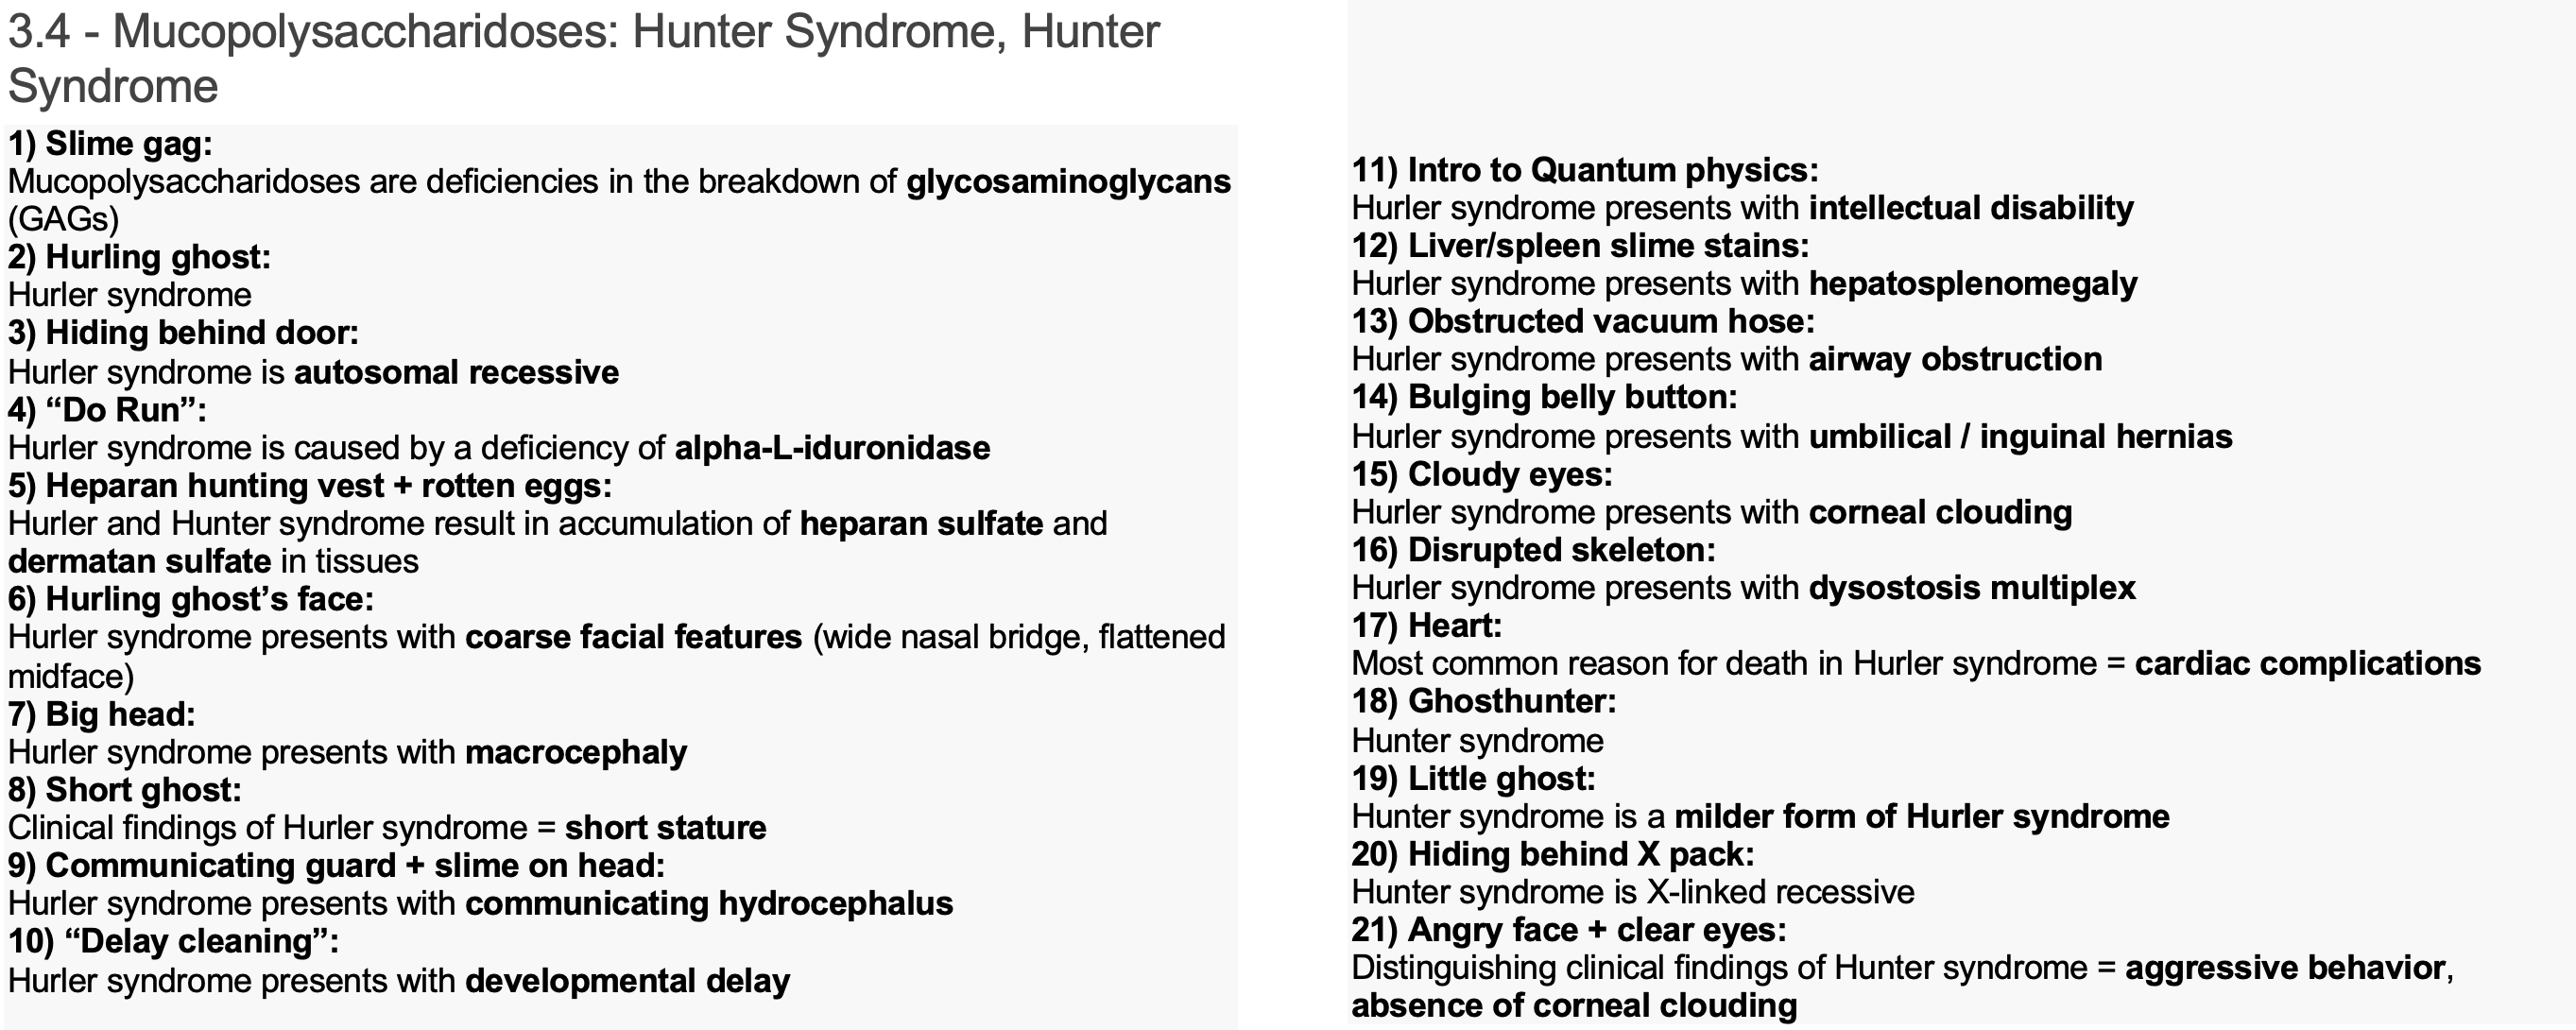 3.4 - Mucopolysaccharidoses: Hunter Syndrome, Hunter
Syndrome
1) Slime gag:
Mucopolysaccharidoses are deficiencies in the breakdown of glycosaminoglycans
(GAGs)
2) Hurling ghost:
Hurler syndrome
3) Hiding behind door:
Hurler syndrome is autosomal recessive
4) “Do Run”:
Hurler syndrome is caused by a deficiency of alpha-L-iduronidase
5) Heparan hunting vest + rotten eggs:
Hurler and Hunter syndrome result in accumulation of heparan sulfate and
dermatan sulfate in tissues
6) Hurling ghost’s face:
Hurler syndrome presents with coarse facial features (wide nasal bridge, flattened
midface)
7) Big head:
Hurler syndrome presents with macrocephaly
8) Short ghost:
Clinical findings of Hurler syndrome = short stature
9) Communicating guard + slime on head:
Hurler syndrome presents with communicating hydrocephalus
10) “Delay cleaning”:
Hurler syndrome presents with developmental delay
11) Intro to Quantum physics:
Hurler syndrome presents with intellectual disability
12) Liver/spleen slime stains:
Hurler syndrome presents with hepatosplenomegaly
13) Obstructed vacuum hose:
Hurler syndrome presents with airway obstruction
14) Bulging belly button:
Hurler syndrome presents with umbilical / inguinal hernias
15) Cloudy eyes:
Hurler syndrome presents with corneal clouding
16) Disrupted skeleton:
Hurler syndrome presents with dysostosis multiplex
17) Heart:
Most common reason for death in Hurler syndrome = cardiac complications
18) Ghosthunter:
Hunter syndrome
19) Little ghost:
Hunter syndrome is a milder form of Hurler syndrome
20) Hiding behind X pack:
Hunter syndrome is X-linked recessive
21) Angry face + clear eyes:
Distinguishing clinical findings of Hunter syndrome = aggressive behavior,
absence of corneal clouding